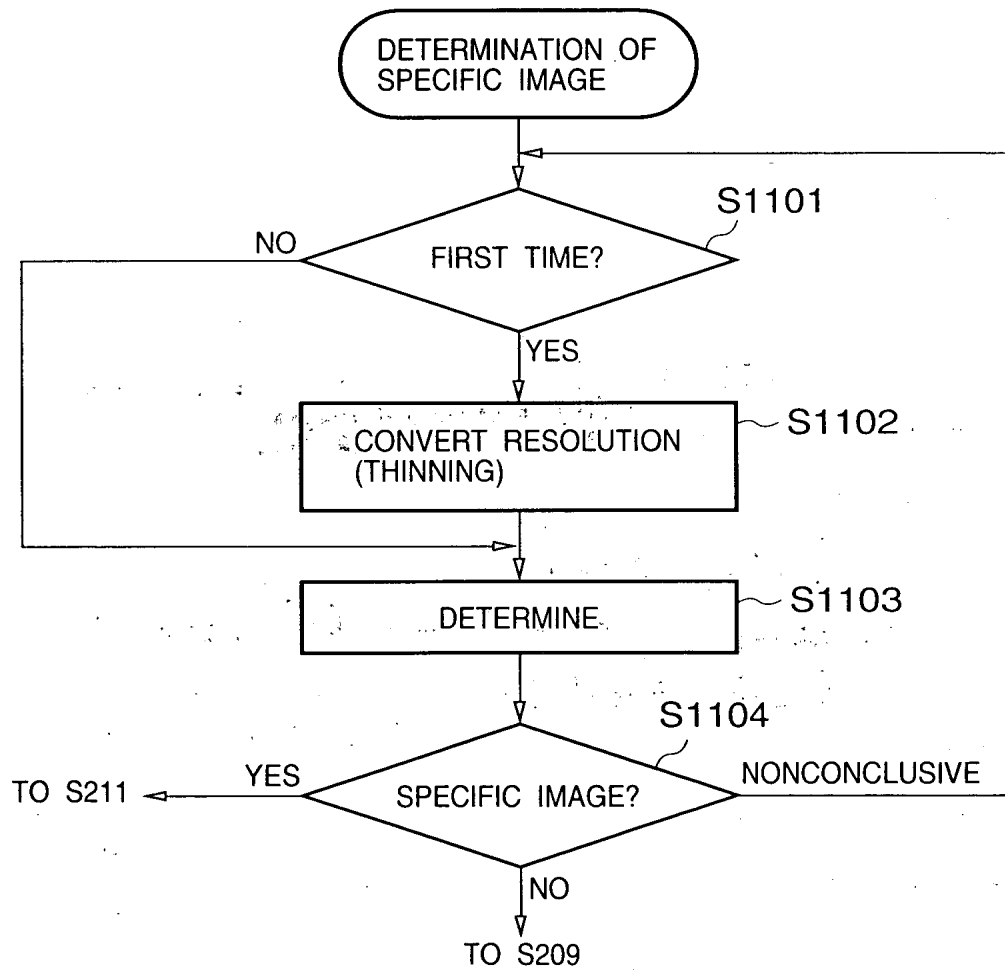 DETERMINATION OF
SPECIFIC IMAGE
S1101
NO
FIRST TIME?
YES
S1102
CONVERT RESOLUTION
(THINNING)
S1103
DETERMINE
S1104
YES
NONCONCLUSIVE
TO S211
SPECIFIC IMAGE?
NO
TO S209